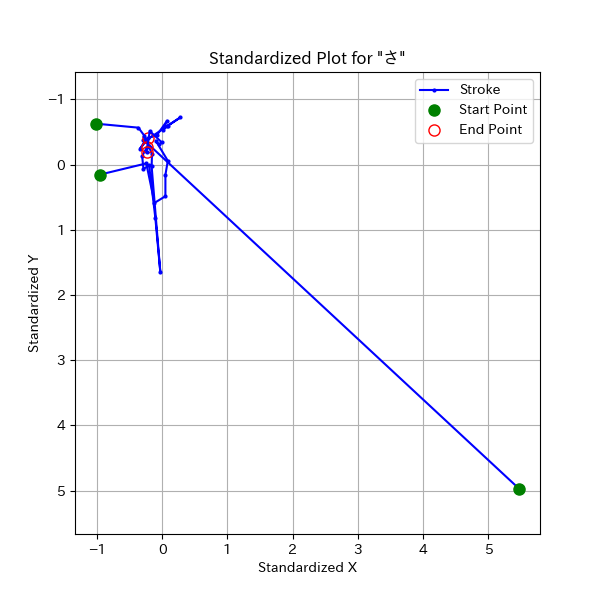 Standardized Plot for "さ"
Stroke
Start Point
End Point
−1
0
1
2
3
4
5
Standardized Y
−1 0 1 2 3 4 5
Standardized X